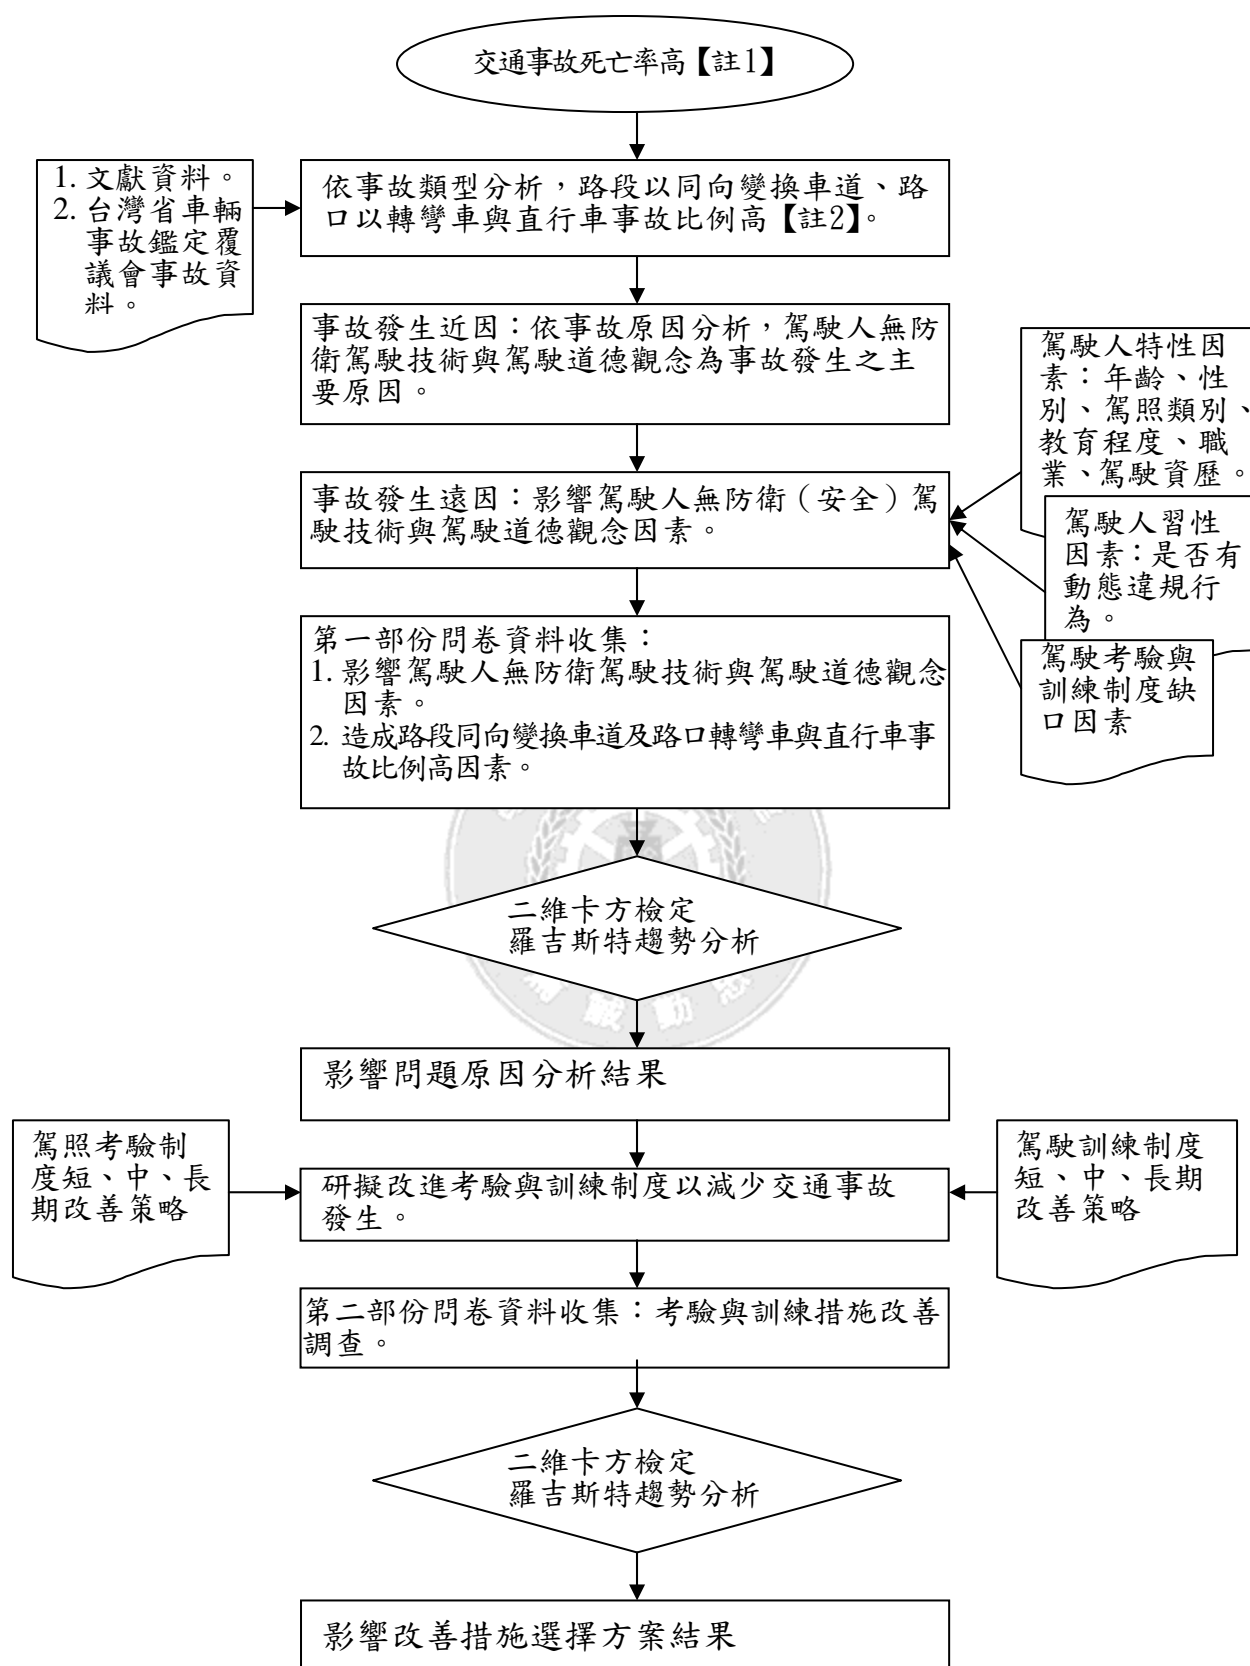 交通事故死亡率高【註1】
1. 文獻資料。
2. 台灣省車輛
事故鑑定覆
議會事故資
料。
依事故類型分析，路段以同向變換車道、路
口以轉彎車與直行車事故比例高【註2】。
事故發生近因：依事故原因分析，駕駛人無防
衛駕駛技術與駕駛道德觀念為事故發生之主
要原因。
駕駛人特性因
素：年齡、性
別、駕照類別、
教育程度、職
業、駕駛資歷。
事故發生遠因：影響駕駛人無防衛（安全）駕
駛技術與駕駛道德觀念因素。
駕駛人習性
因素：是否有
動態違規行
為。
駕駛考驗與
訓練制度缺
口因素
第一部份問卷資料收集：
1. 影響駕駛人無防衛駕駛技術與駕駛道德觀念
因素。
2. 造成路段同向變換車道及路口轉彎車與直行車事
故比例高因素。
二維卡方檢定
羅吉斯特趨勢分析
影響問題原因分析結果
駕照考驗制
度短、中、長
期改善策略
研擬改進考驗與訓練制度以減少交通事故
發生。
駕駛訓練制度
短、中、長期
改善策略
第二部份問卷資料收集：考驗與訓練措施改善
調查。
二維卡方檢定
羅吉斯特趨勢分析
影響改善措施選擇方案結果